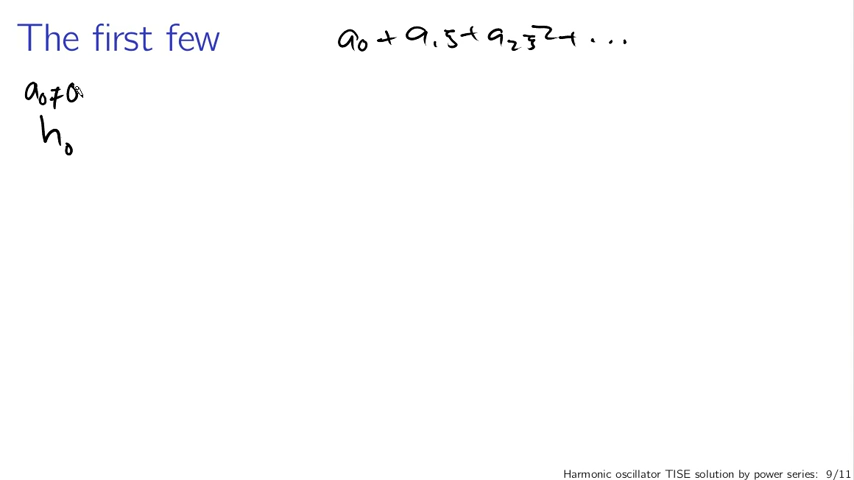 The first few
a₀ + a₁ξ + a₂ξ² + ...
a₀≠0
h₀
Harmonic oscillator TISE solution by power series: 9/11